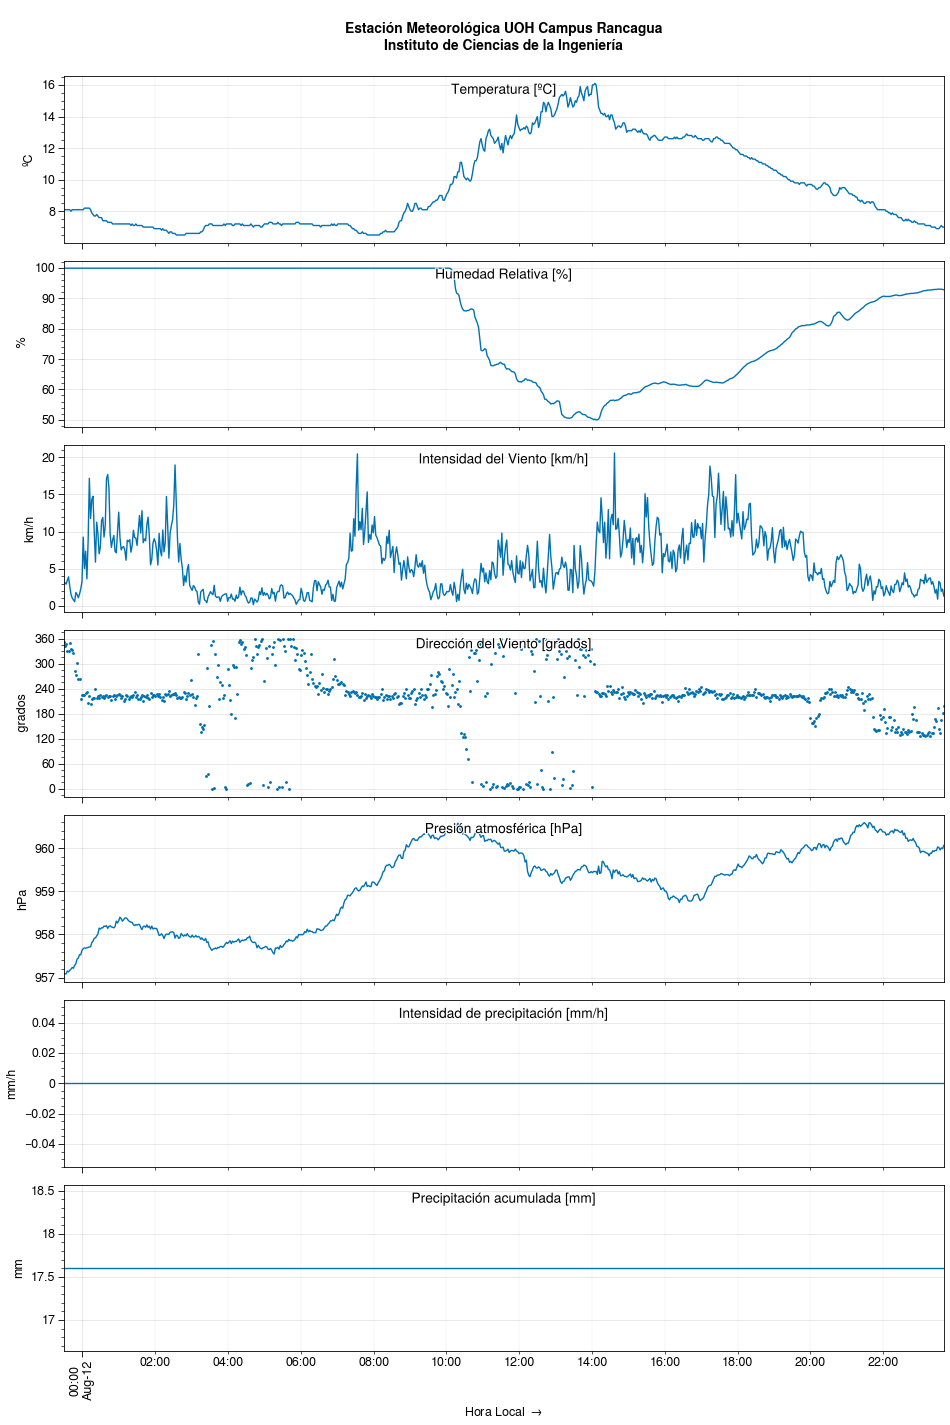 Estación Meteorológica UOH Campus Rancagua
Instituto de Ciencias de la Ingeniería
Temperatura [ºC]
16
14
12
10
8
ºC
Humedad Relativa [%]
100
90
80
70
60
50
%
Intensidad del Viento [km/h]
20
15
10
5
0
km/h
Dirección del Viento [grados]
360
300
240
180
120
60
0
grados
Presión atmosférica [hPa]
960
959
958
957
hPa
Intensidad de precipitación [mm/h]
0.04
0.02
0
−0.02
−0.04
mm/h
Precipitación acumulada [mm]
18.5
18
17.5
17
mm
00:00
Aug-12
02:00
04:00
06:00
08:00
10:00
12:00
14:00
16:00
18:00
20:00
22:00
Hora Local →